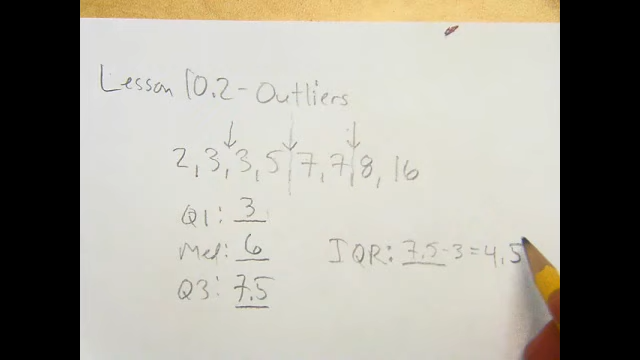 Lesson 10.2 - Outliers
2, 3, 3, 5, 7, 7, 8, 16
Q1: 3
Med: 6
IQR: 7.5 - 3 = 4.5
Q3: 7.5